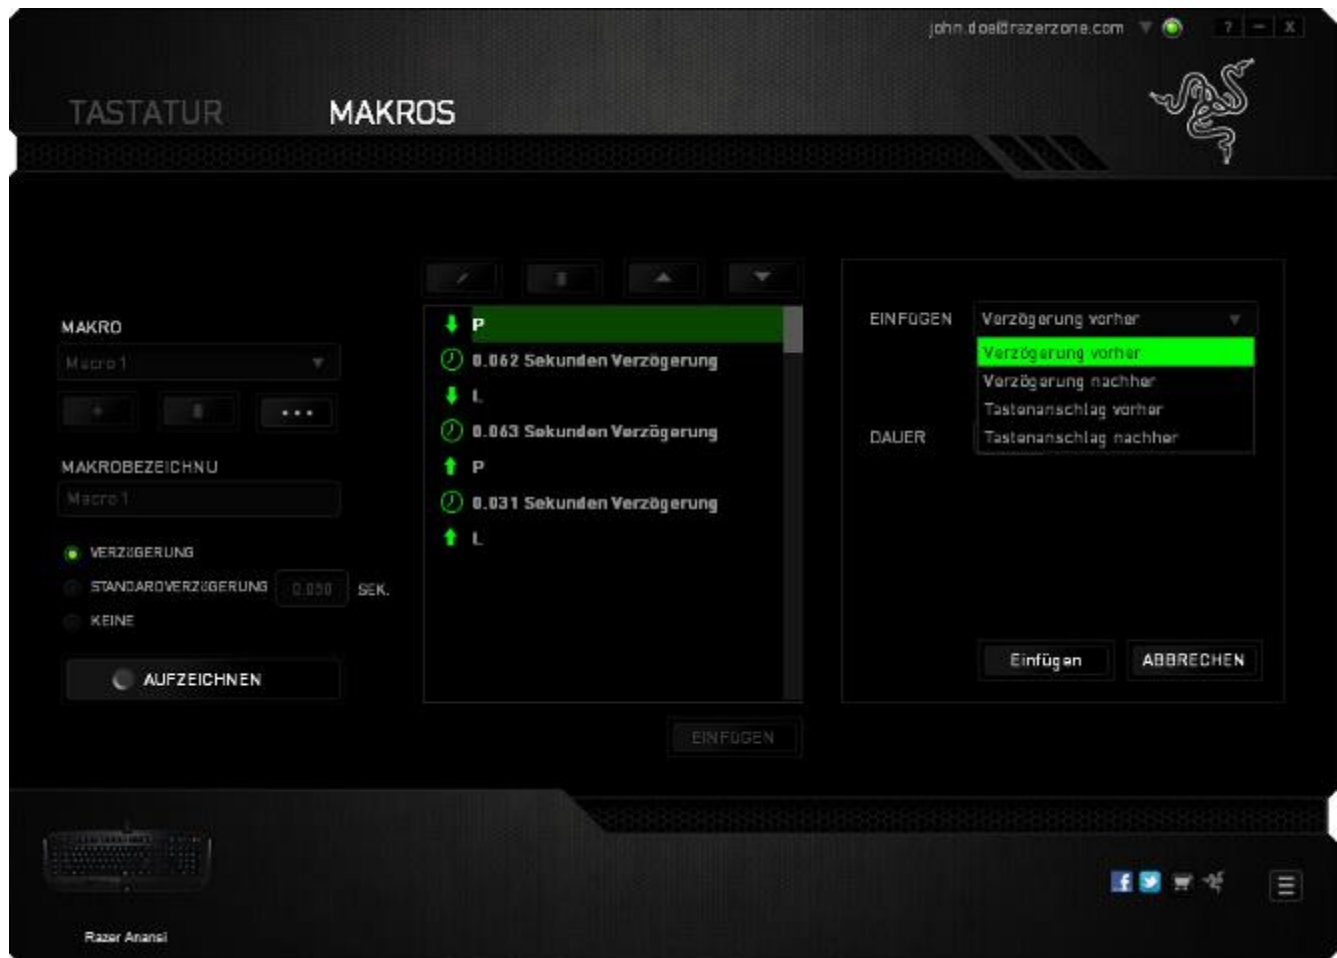 john.doe@razerzone.com
? – X
TASTATUR MAKROS
MAKRO
Macro 1
MAKROBEZEICHNU
Macro 1
VERZöGERUNG
STANDARDVERZöGERUNG 0.050 SEK.
KEINE
AUFZEICHNEN
P
0.062 Sekunden Verzögerung
L
0.063 Sekunden Verzögerung
P
0.031 Sekunden Verzögerung
L
EINFüGEN
EINFüGEN Verzögerung vorher
Verzögerung vorher
Verzögerung nachher
Tastenanschlag vorher
DAUER
Tastenanschlag nachher
Einfügen ABBRECHEN
Razer Anansi